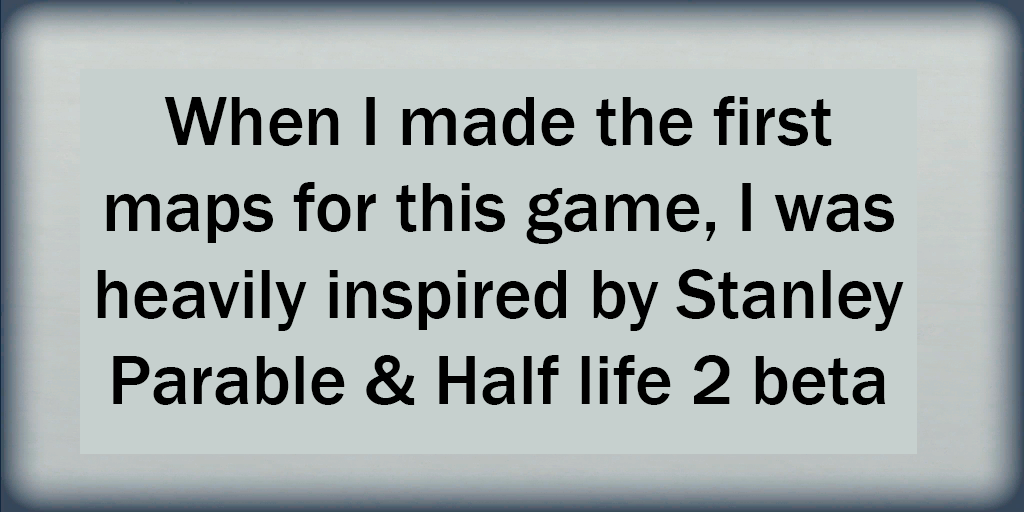 When I made the first
maps for this game, I was
heavily inspired by Stanley
Parable & Half life 2 beta